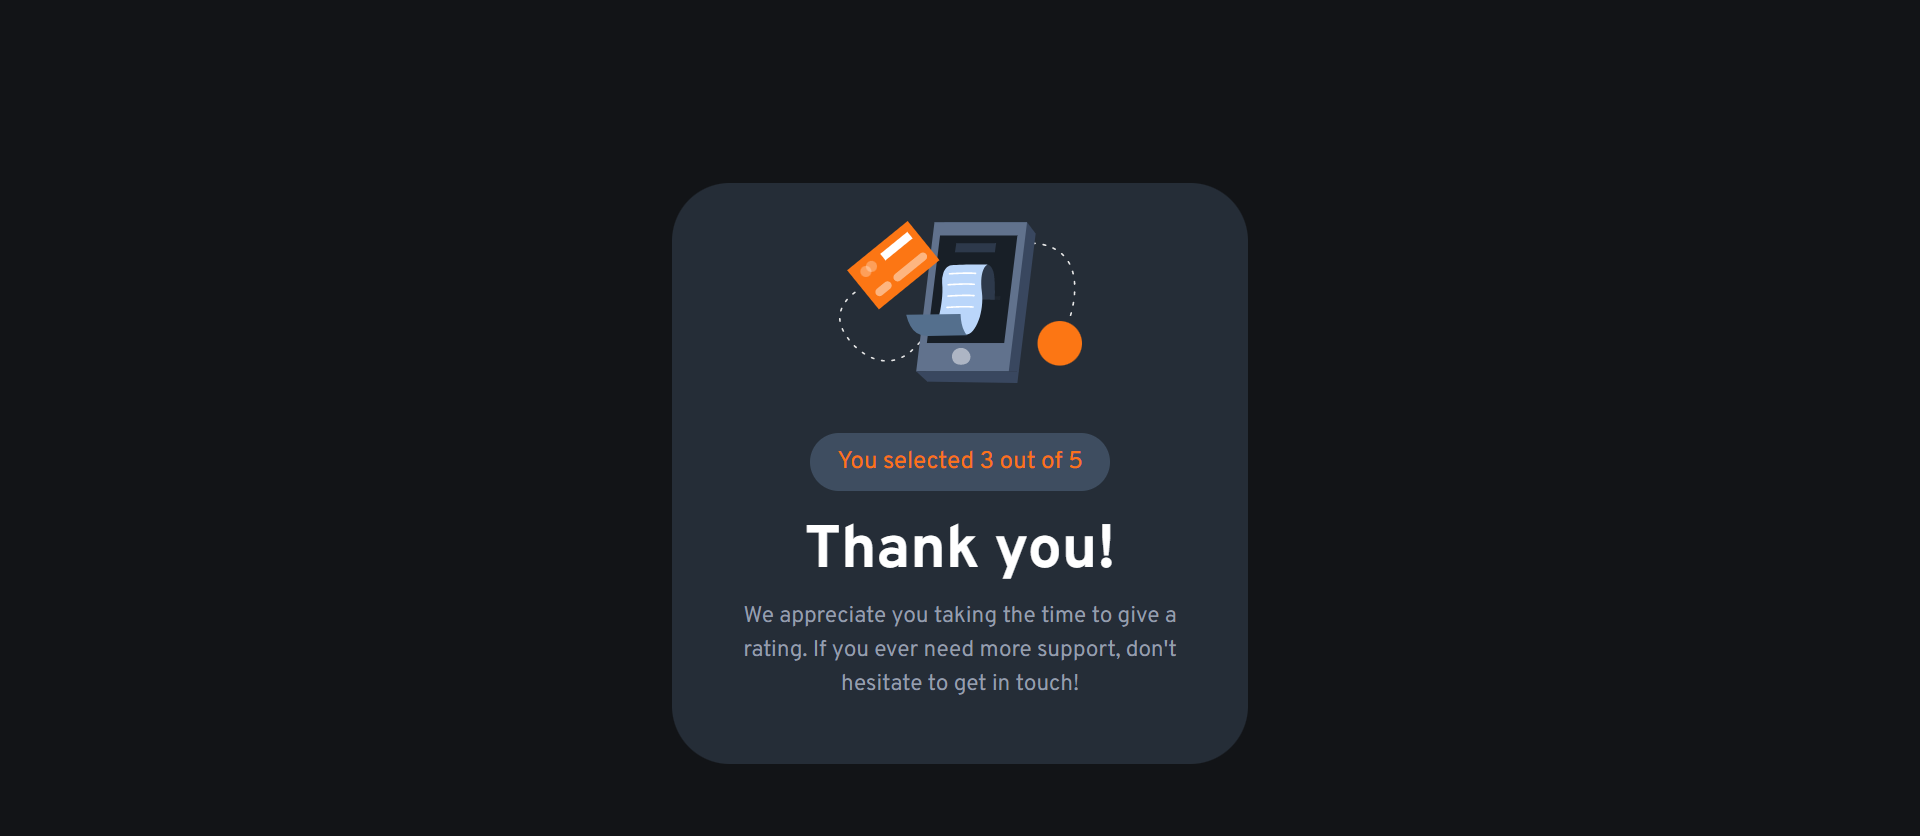 You selected 3 out of 5
Thank you!
We appreciate you taking the time to give a
rating. If you ever need more support, don't
hesitate to get in touch!